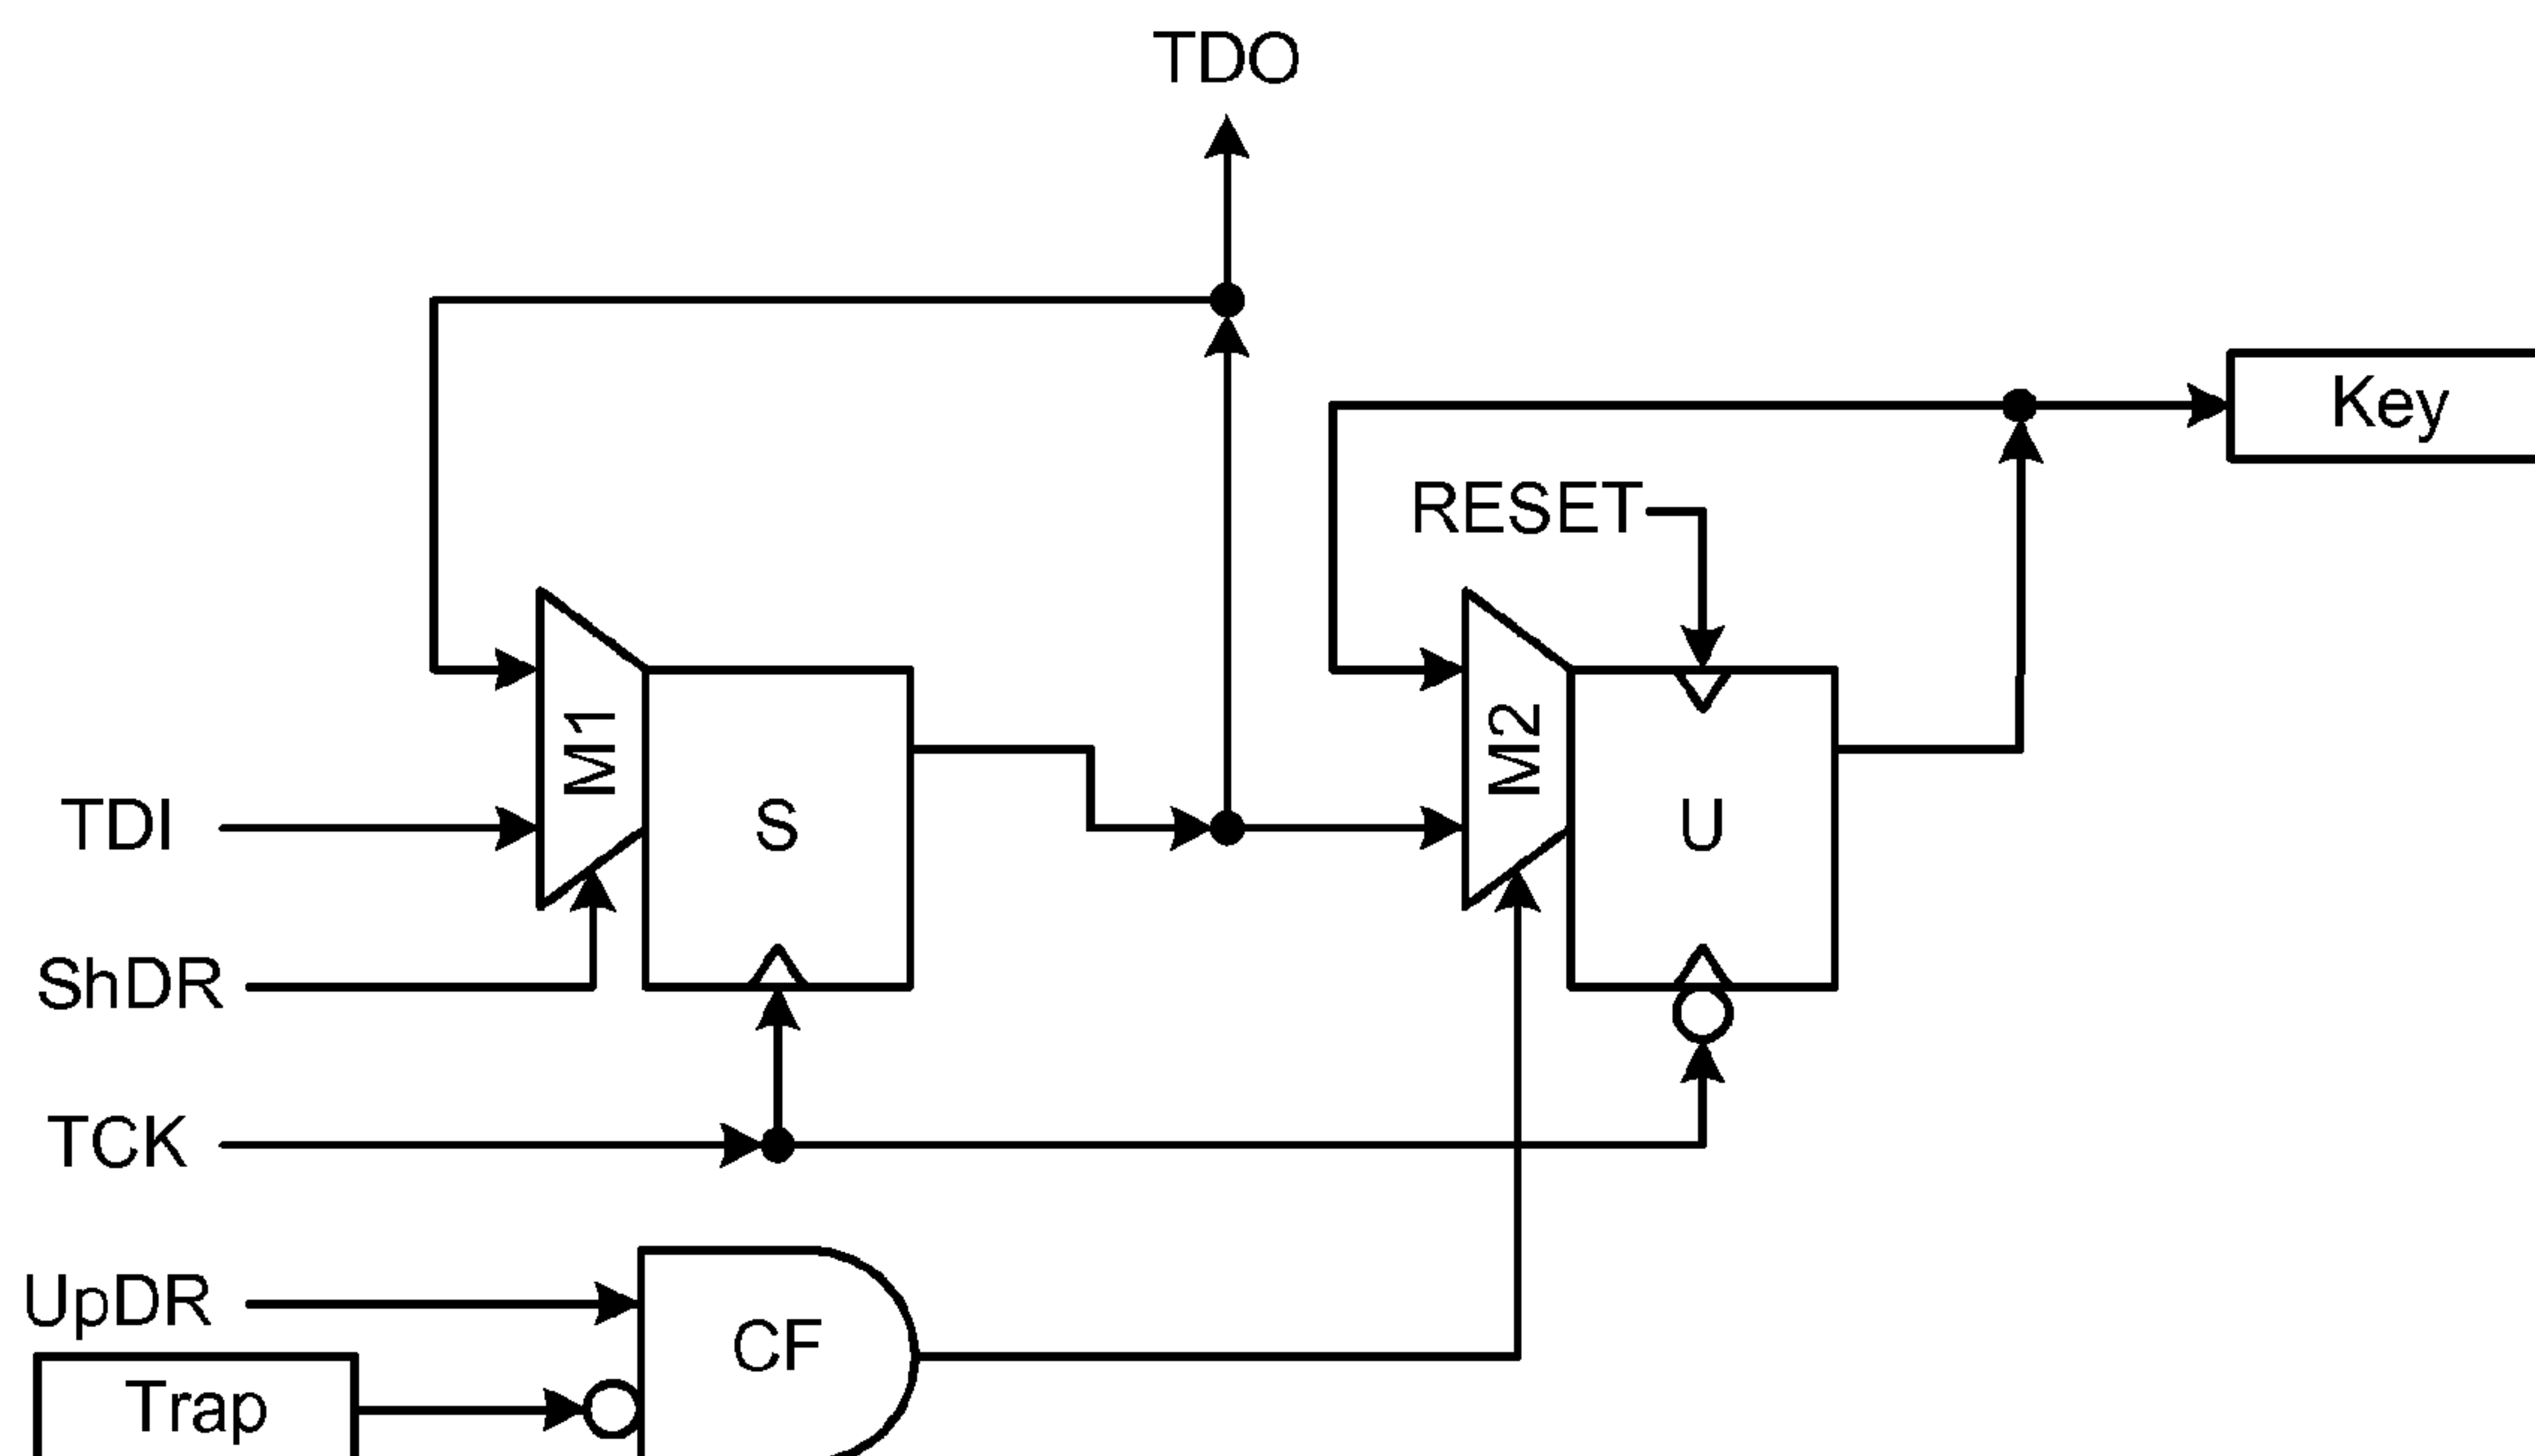 TDO
Key
RESET
M1
M2
TDI
S
U
ShDR
TCK
UpDR
CF
Trap